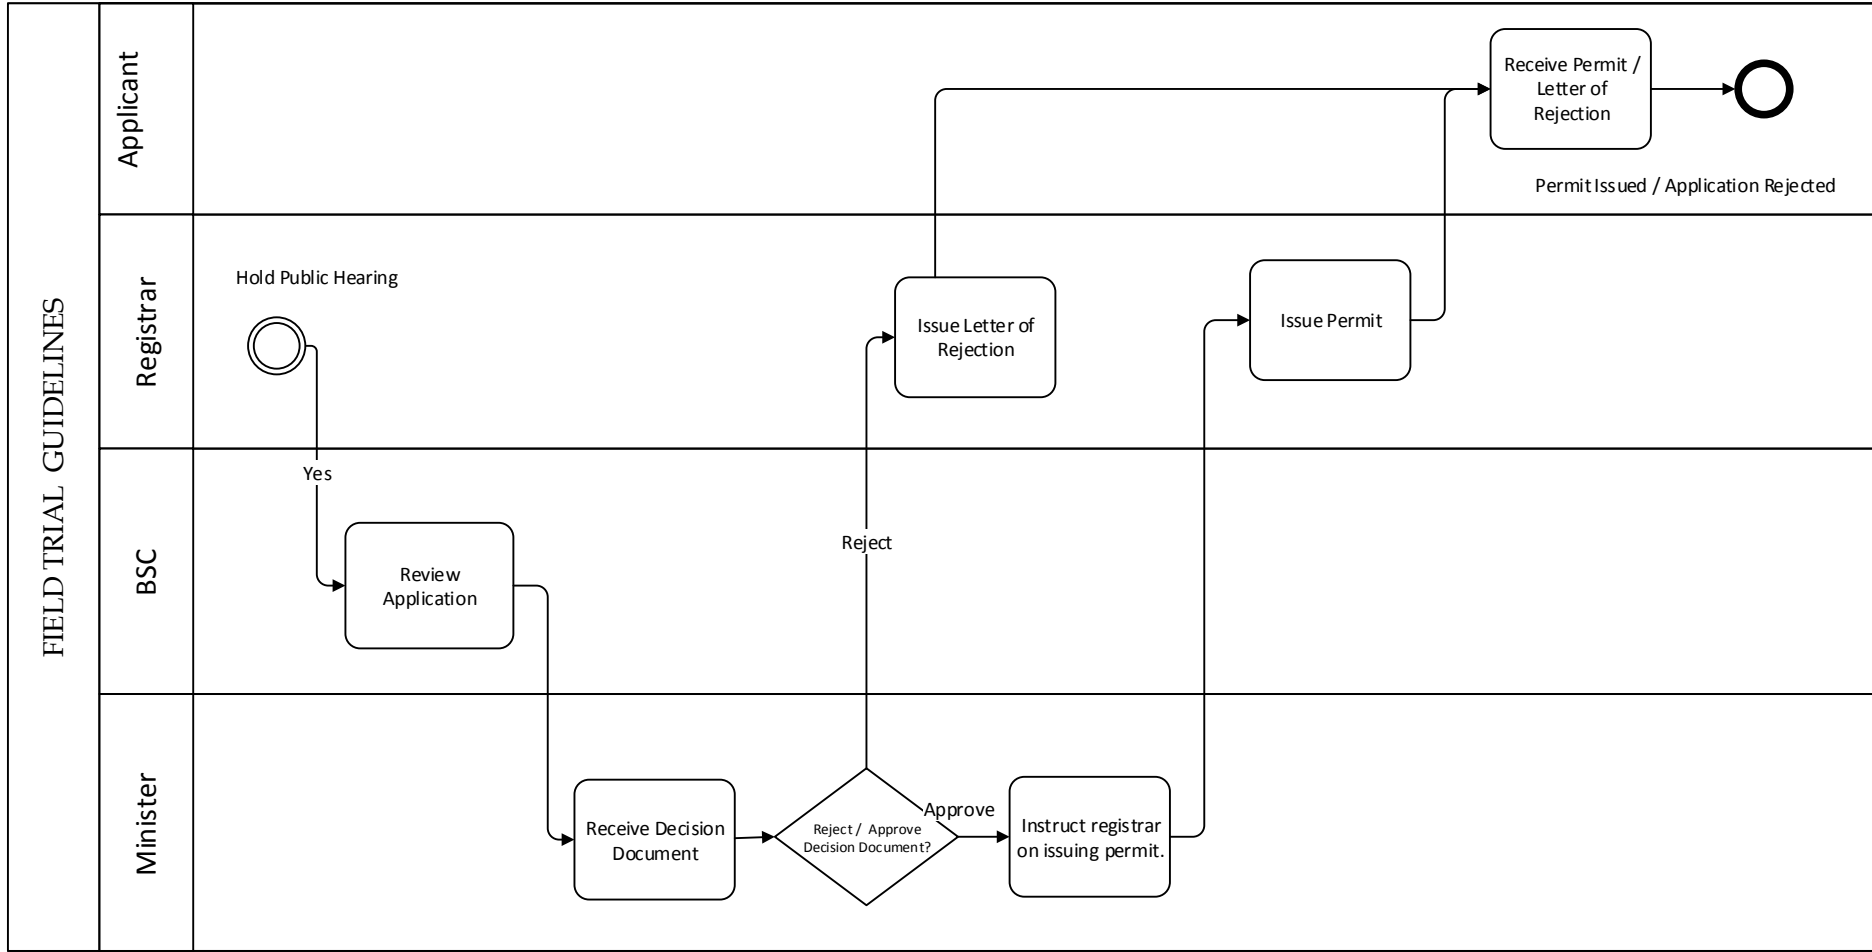 FIELD TRIAL GUIDELINES
Applicant
Receive Permit /
Letter of
Rejection
Permit Issued / Application Rejected
Registrar
Hold Public Hearing
Issue Letter of
Rejection
Issue Permit
Yes
BSC
Review
Application
Reject
Minister
Receive Decision
Document
Reject / Approve
Decision Document?
Approve
Instruct registrar
on issuing permit.